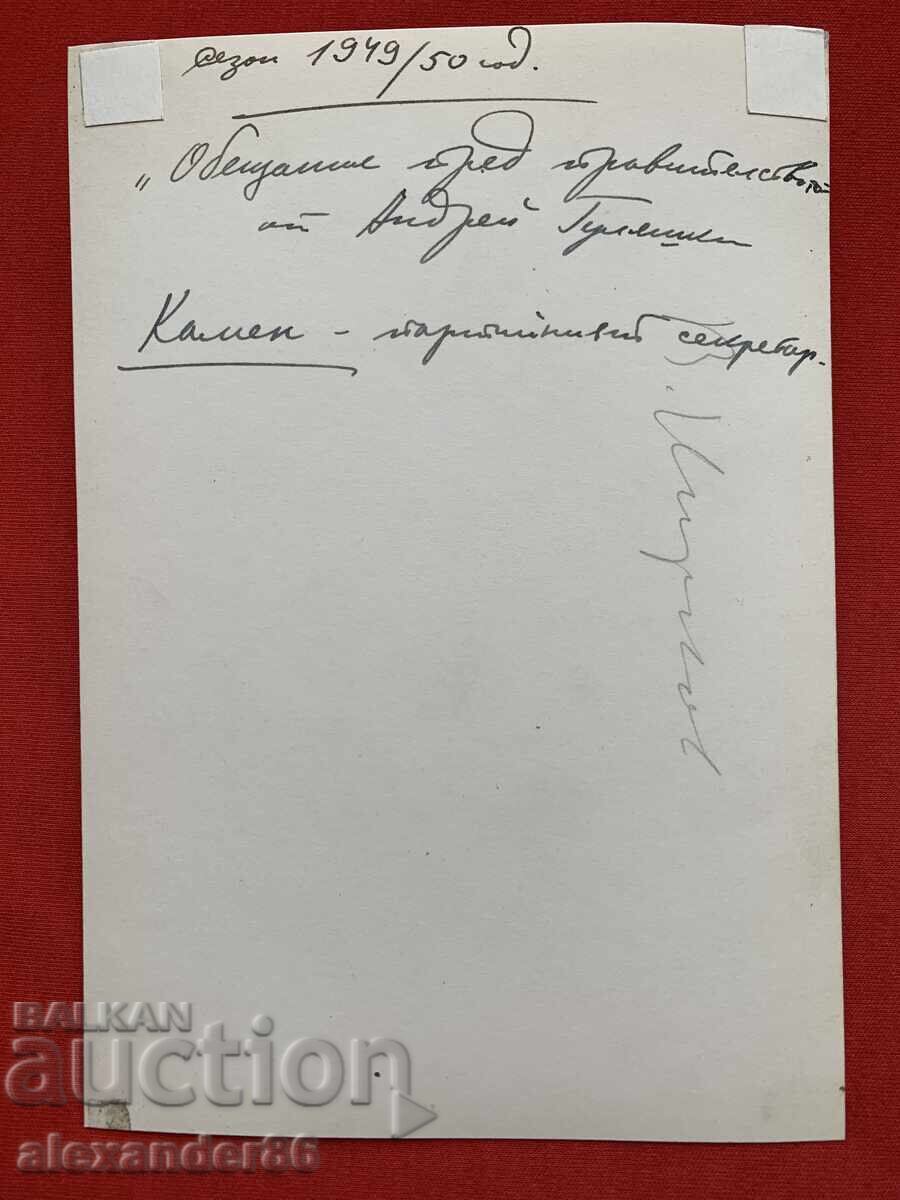 сезон 1949/50 год.
„Обещание пред правителството
от Андрей Гуляшки
Камен - партийният секретар.
BALKAN
auction
alexander86